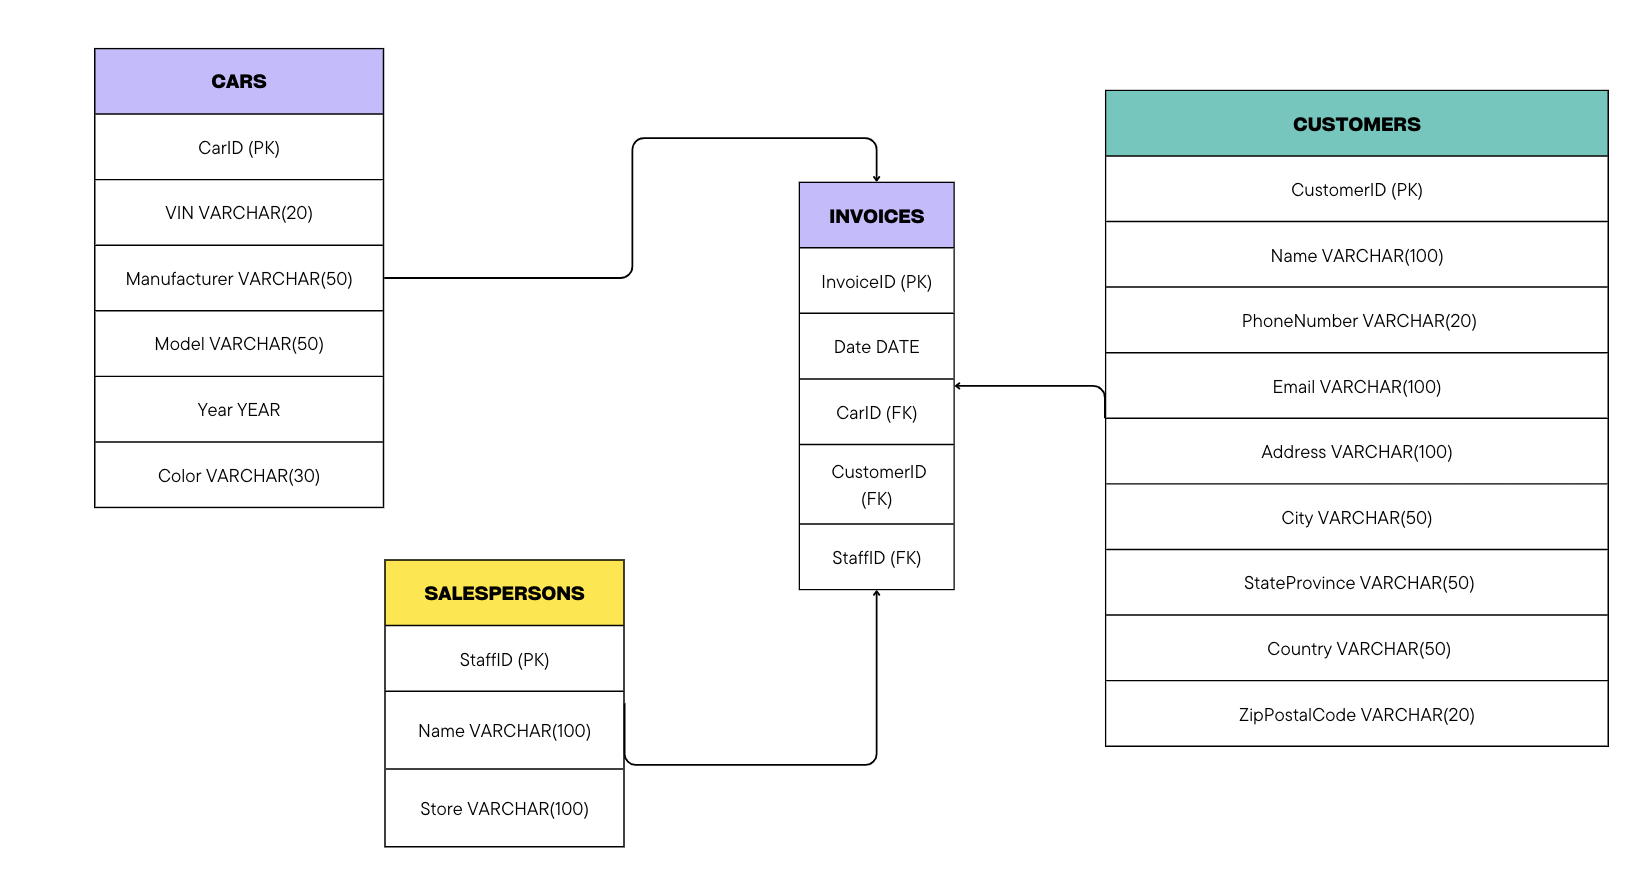 CARS
CarID (PK)
VIN VARCHAR(20)
Manufacturer VARCHAR(50)
Model VARCHAR(50)
Year YEAR
Color VARCHAR(30)
INVOICES
InvoiceID (PK)
Date DATE
CarID (FK)
CustomerID
(FK)
StaffID (FK)
CUSTOMERS
CustomerID (PK)
Name VARCHAR(100)
PhoneNumber VARCHAR(20)
Email VARCHAR(100)
Address VARCHAR(100)
City VARCHAR(50)
StateProvince VARCHAR(50)
Country VARCHAR(50)
ZipPostalCode VARCHAR(20)
SALESPERSONS
StaffID (PK)
Name VARCHAR(100)
Store VARCHAR(100)